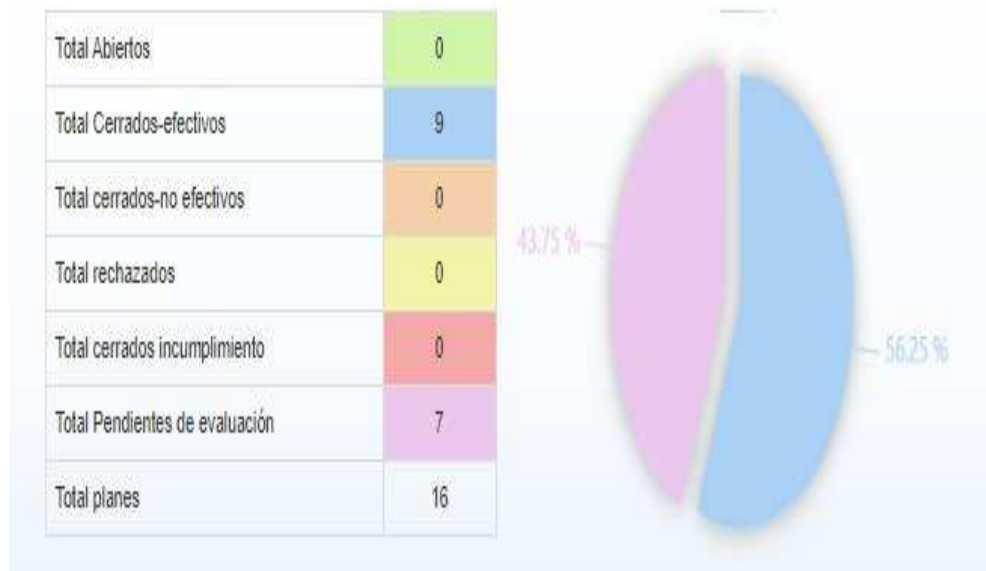 Total Abiertos 0
Total Cerrados-efectivos 9
Total cerrados-no efectivos 0
Total rechazados 0
Total cerrados incumplimiento 0
Total Pendientes de evaluación 7
Total planes 16
43.75 %
56.25 %